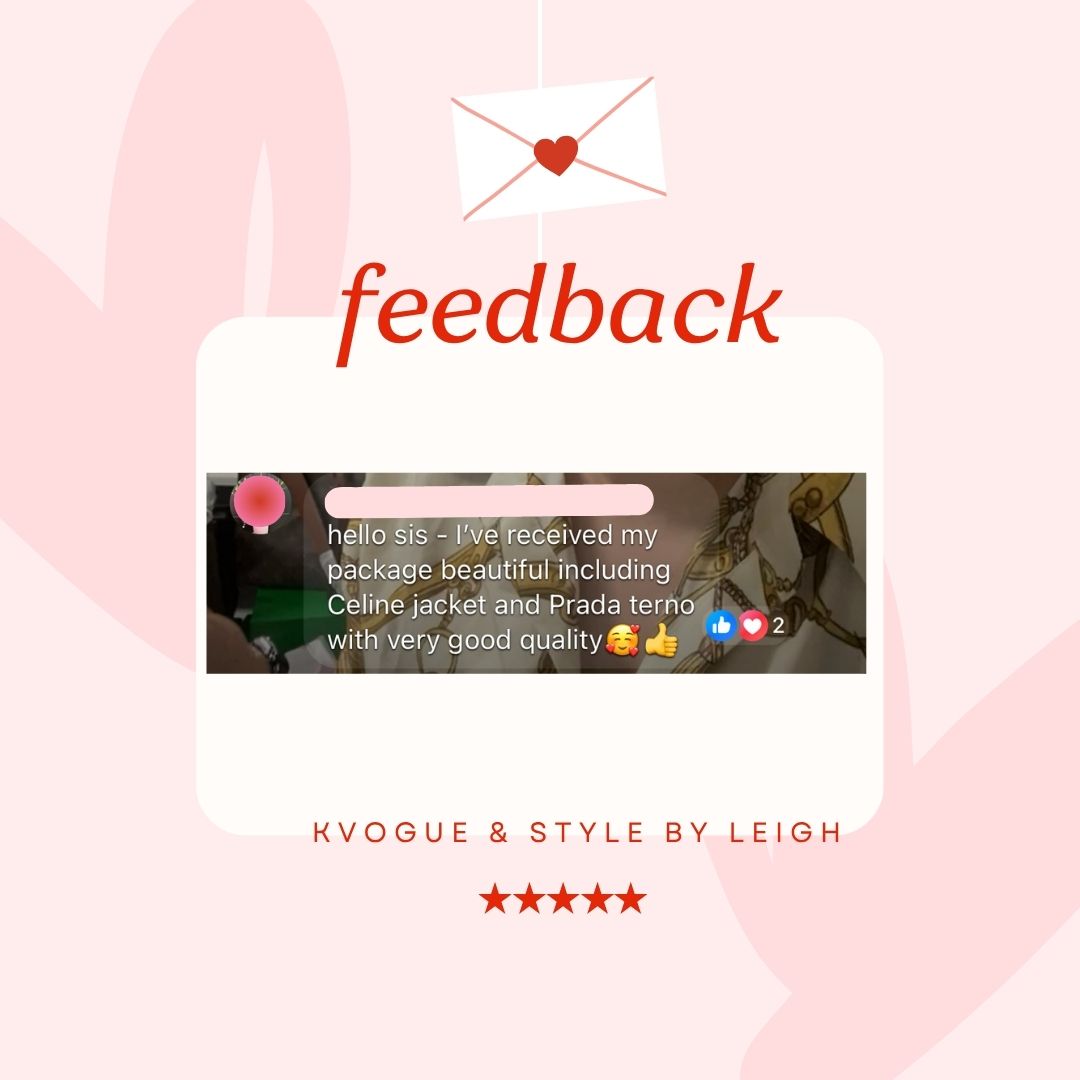 feedback
hello sis - I’ve received my
package beautiful including
Celine jacket and Prada terno
with very good quality🥰👍
2
KVOGUE & STYLE BY LEIGH